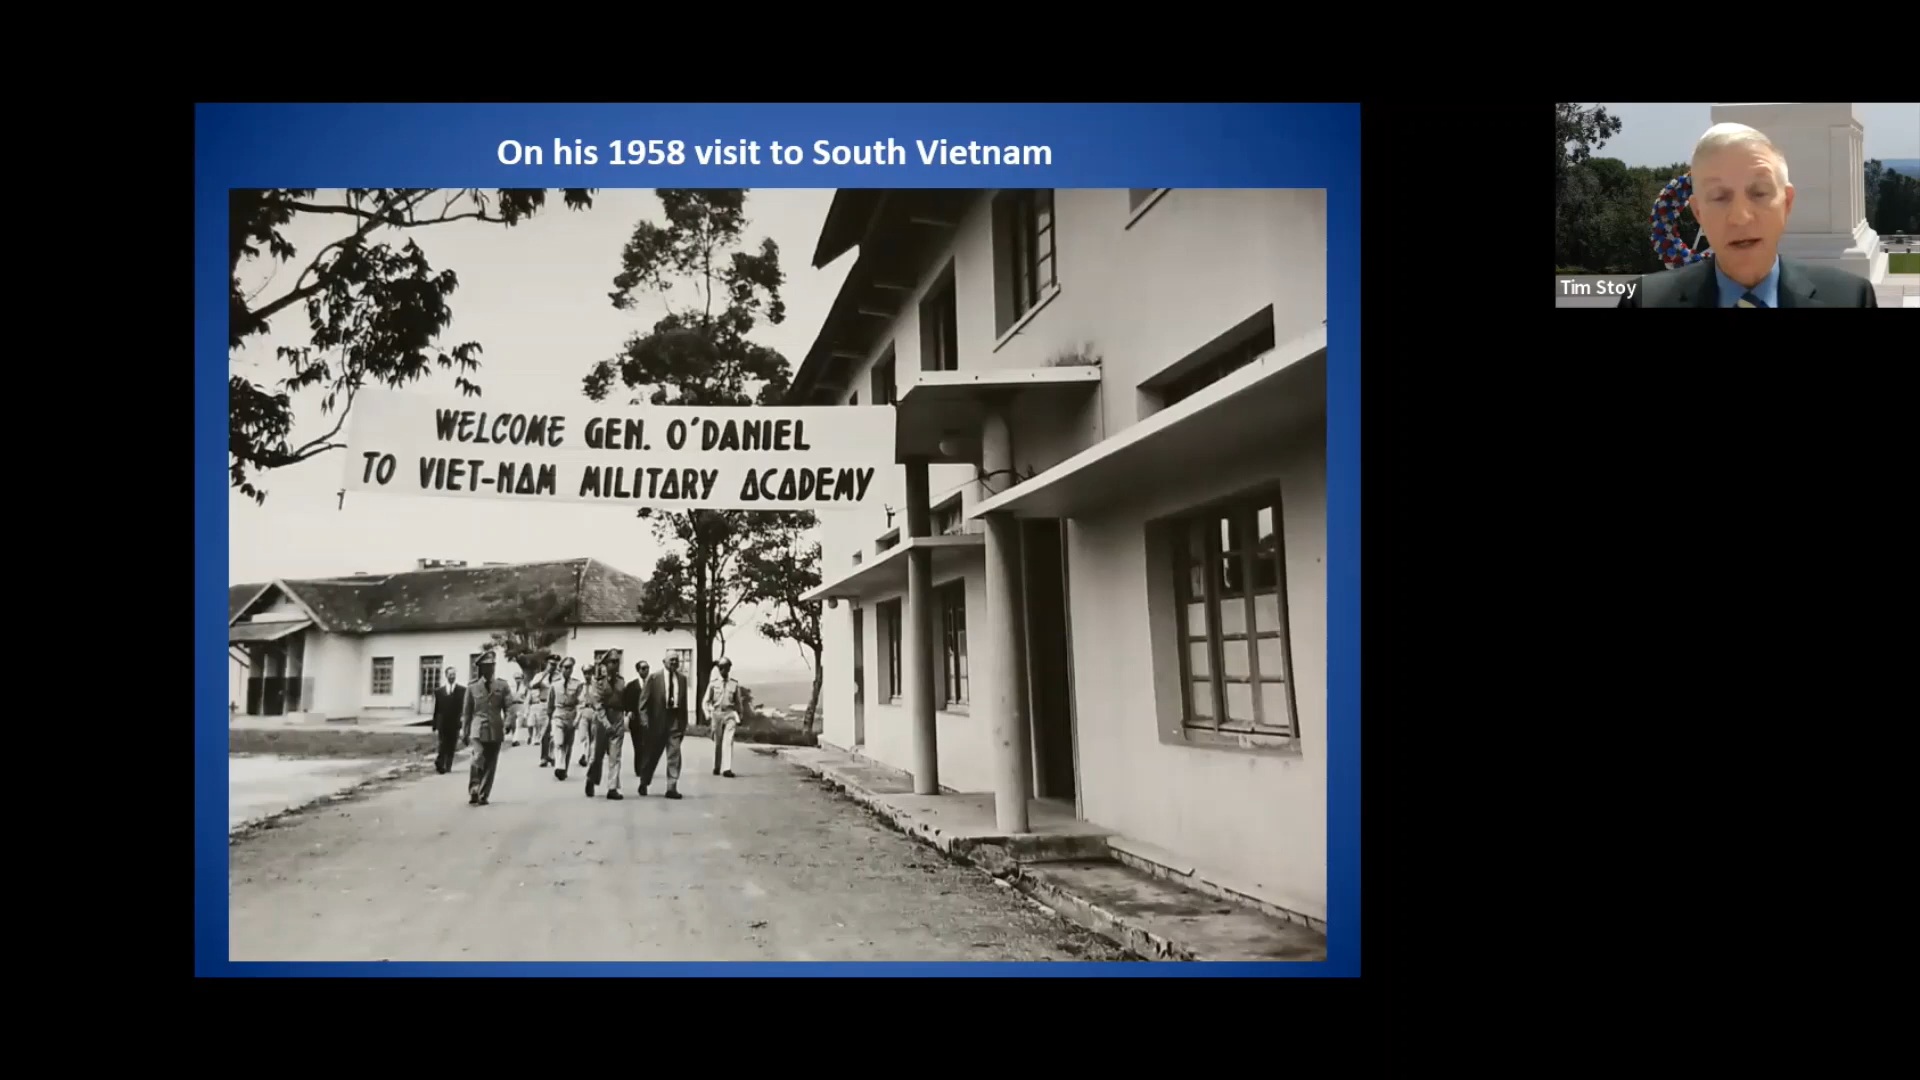 On his 1958 visit to South Vietnam
WELCOME GEN. O'DANIEL
TO VIET-NAM MILITARY ACADEMY
Tim Stoy